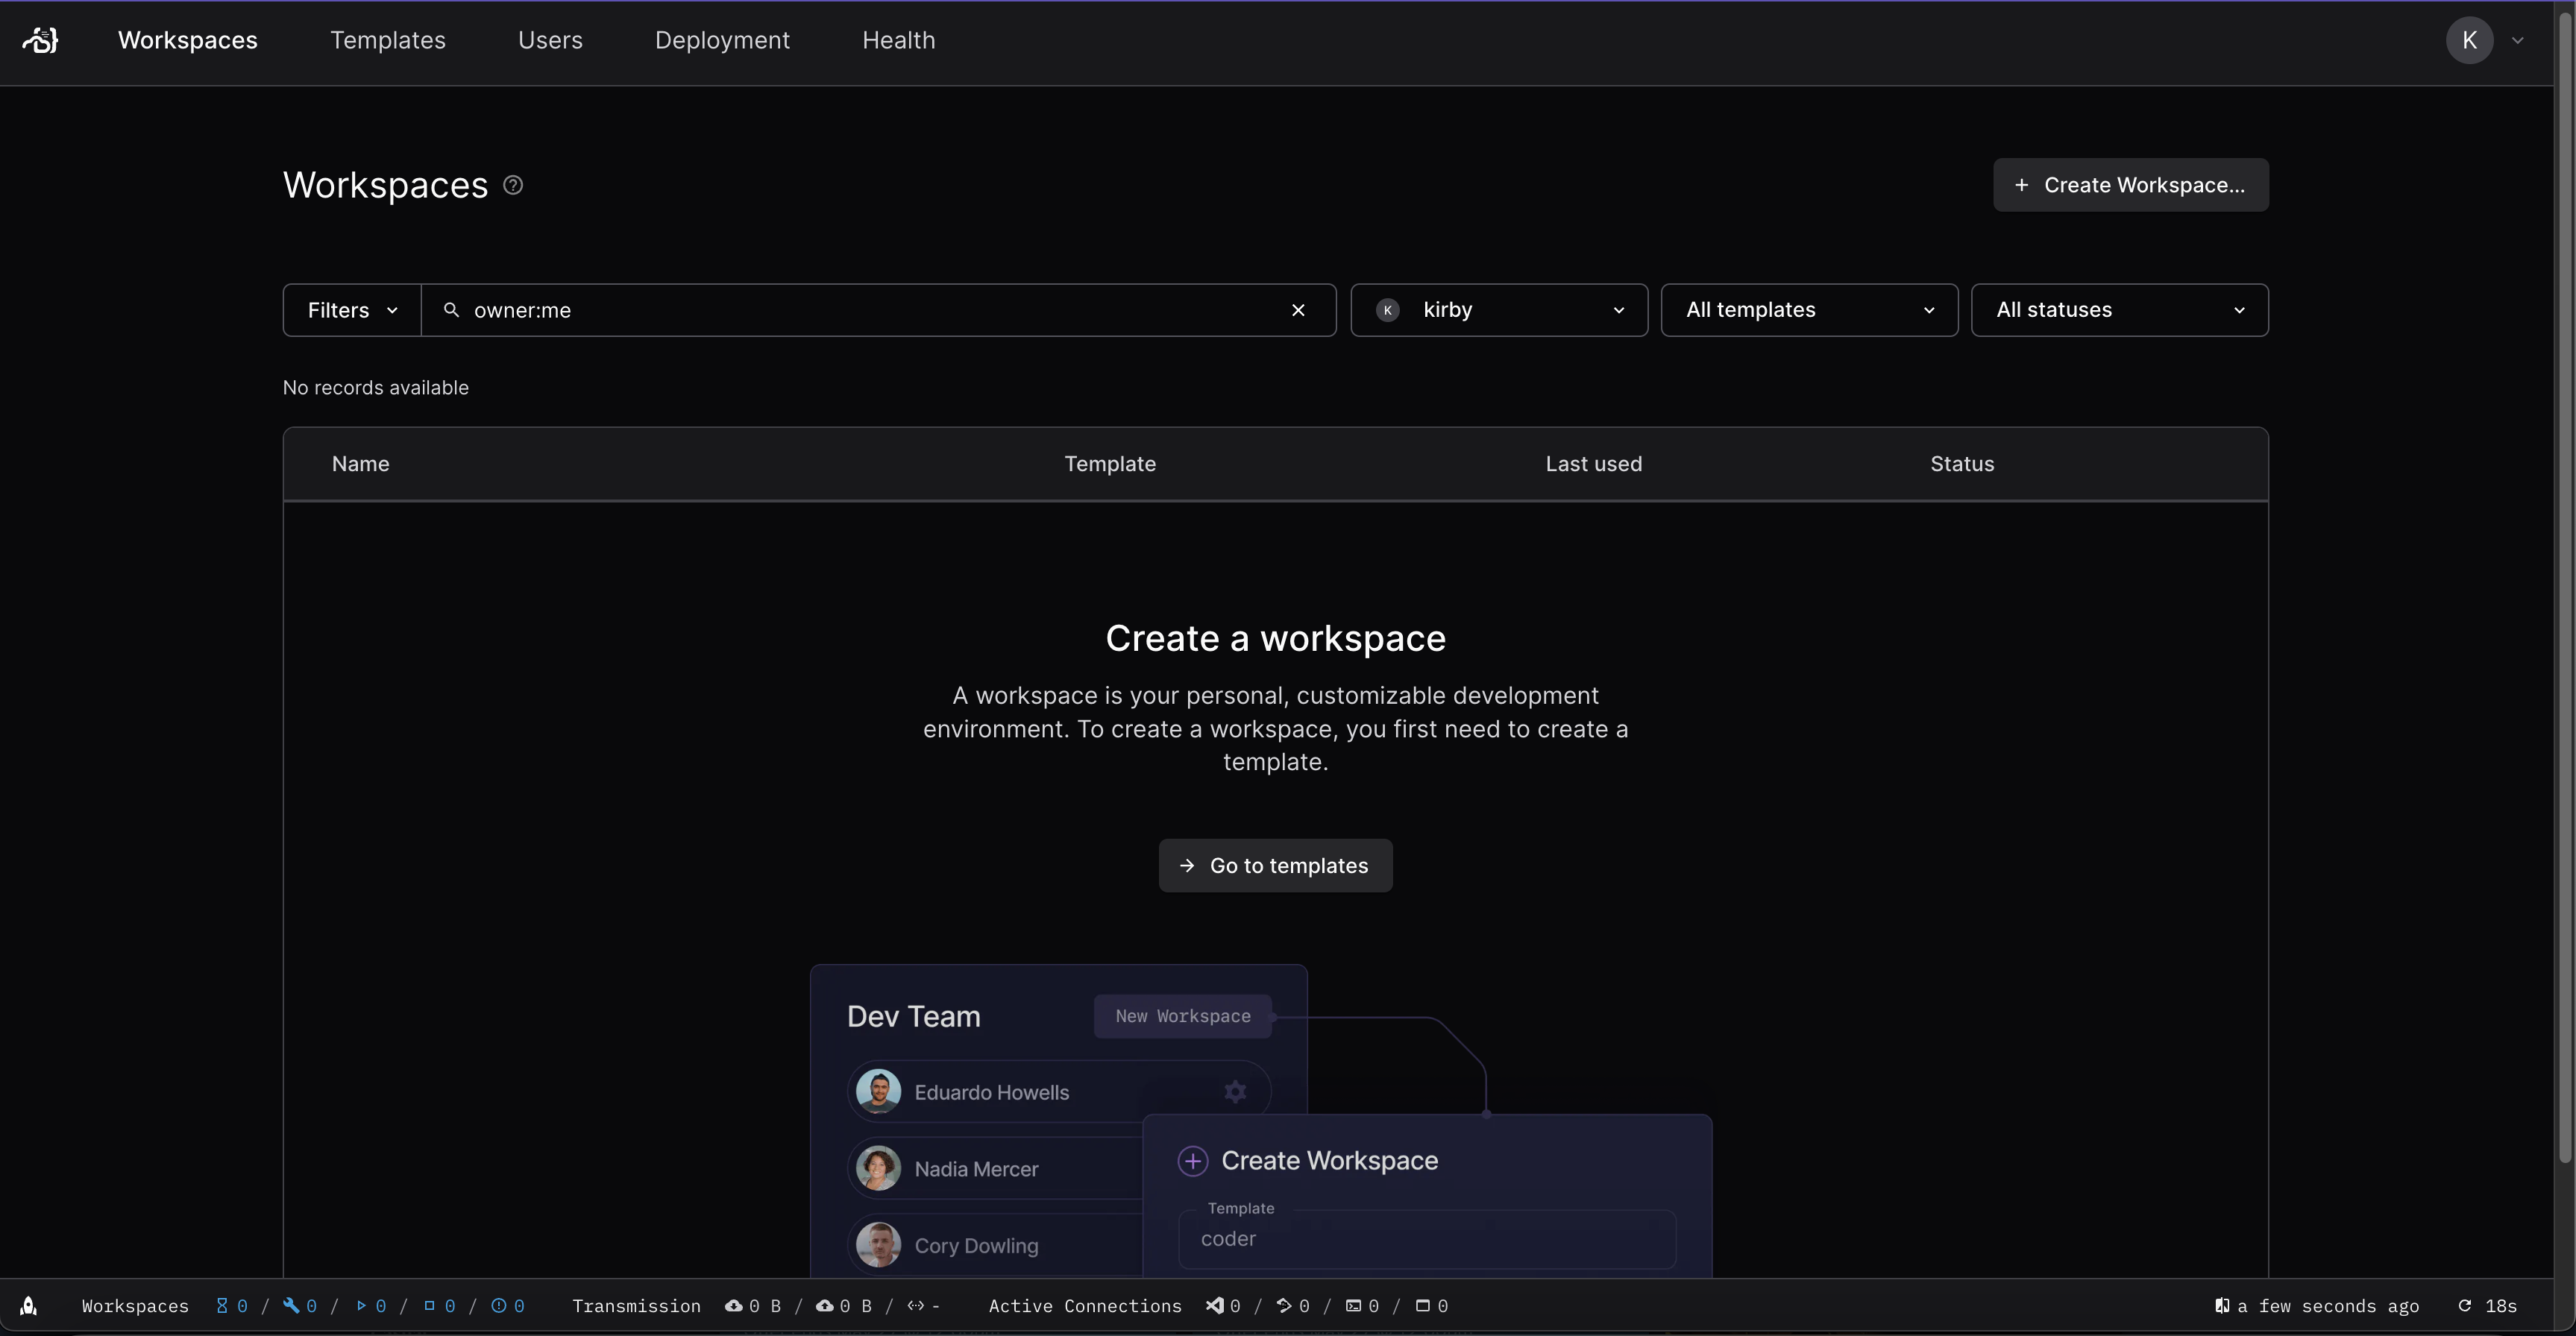 Workspaces Templates Users Deployment Health K
Workspaces
+ Create Workspace...
Filters owner:me K kirby All templates All statuses
No records available
Name Template Last used Status
Create a workspace
A workspace is your personal, customizable development
environment. To create a workspace, you first need to create a
template.
Go to templates
Dev Team New Workspace
Eduardo Howells
Nadia Mercer
Cory Dowling
Create Workspace
Template
coder
Workspaces 0 / 0 / 0 / 0 / 0 Transmission 0 B / 0 B / - Active Connections 0 / 0 / 0 / 0 a few seconds ago 18s